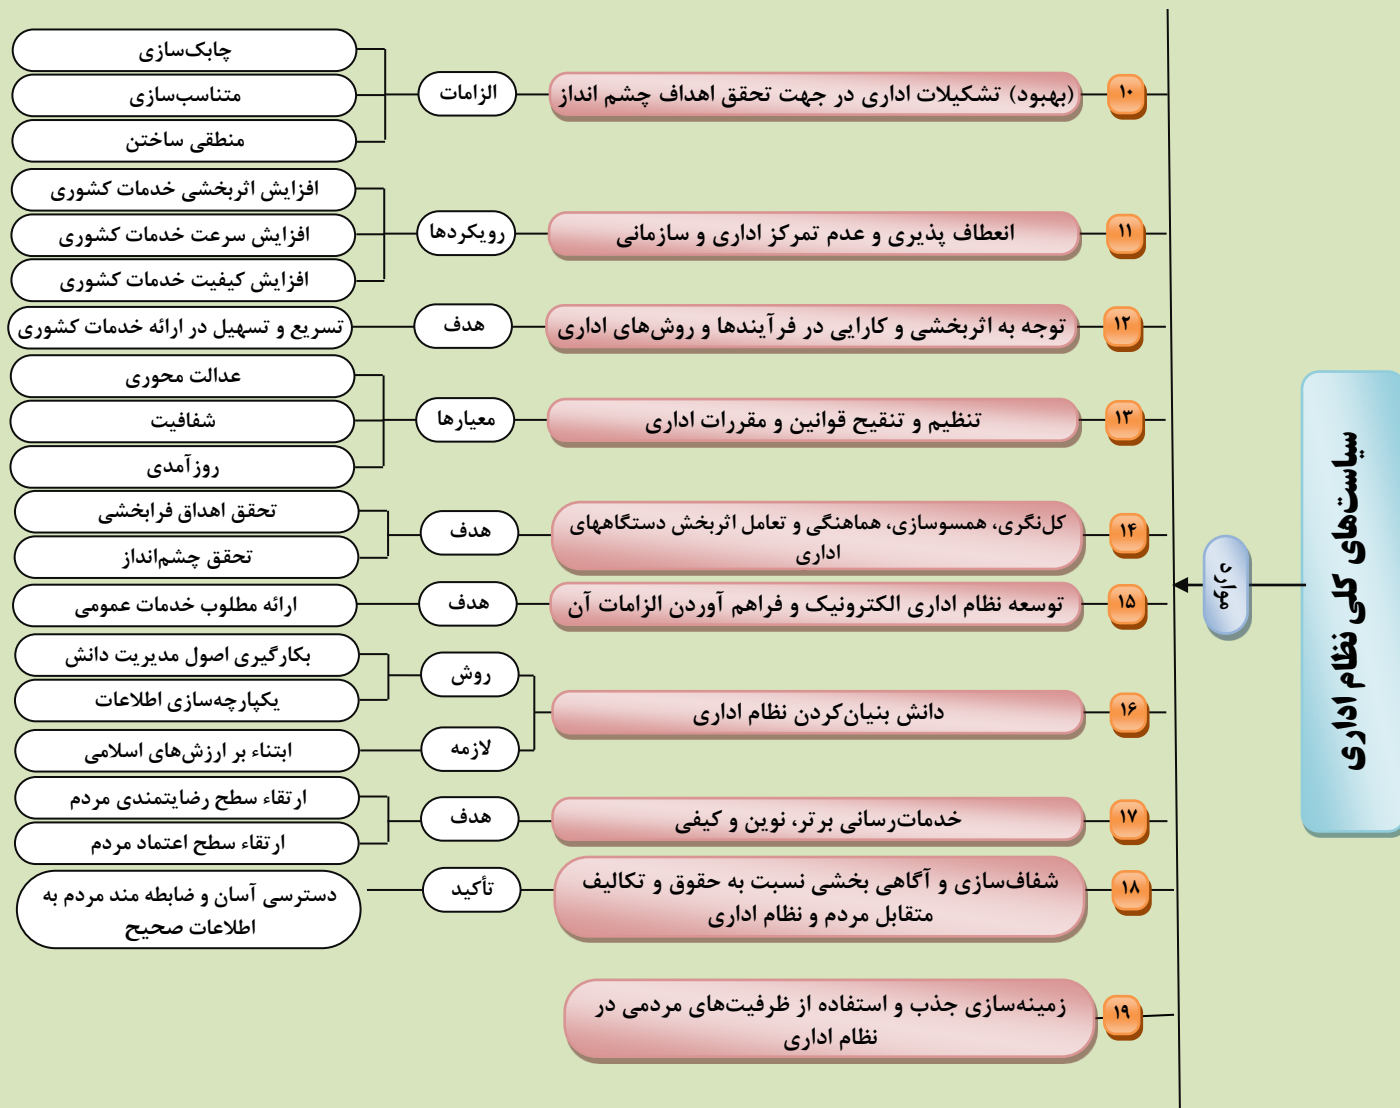 سیاست‌های کلی نظام اداری
موارد
۱۰
(بهبود) تشکیلات اداری در جهت تحقق اهداف چشم انداز
الزامات
چابک‌سازی
متناسب‌سازی
منطقی ساختن
۱۱
انعطاف پذیری و عدم تمرکز اداری و سازمانی
رویکردها
افزایش اثربخشی خدمات کشوری
افزایش سرعت خدمات کشوری
افزایش کیفیت خدمات کشوری
۱۲
توجه به اثربخشی و کارایی در فرآیندها و روش‌های اداری
هدف
تسریع و تسهیل در ارائه خدمات کشوری
۱۳
تنظیم و تنقیح قوانین و مقررات اداری
معیارها
عدالت محوری
شفافیت
روزآمدی
۱۴
کل‌نگری، همسوسازی، هماهنگی و تعامل اثربخش دستگاههای
اداری
هدف
تحقق اهداق فرابخشی
تحقق چشم‌انداز
۱۵
توسعه نظام اداری الکترونیک و فراهم آوردن الزامات آن
هدف
ارائه مطلوب خدمات عمومی
۱۶
دانش بنیان‌کردن نظام اداری
روش
بکارگیری اصول مدیریت دانش
یکپارچه‌سازی اطلاعات
لازمه
ابتناء بر ارزش‌های اسلامی
۱۷
خدمات‌رسانی برتر، نوین و کیفی
هدف
ارتقاء سطح رضایتمندی مردم
ارتقاء سطح اعتماد مردم
۱۸
شفاف‌سازی و آگاهی بخشی نسبت به حقوق و تکالیف
متقابل مردم و نظام اداری
تأکید
دسترسی آسان و ضابطه مند مردم به
اطلاعات صحیح
۱۹
زمینه‌سازی جذب و استفاده از ظرفیت‌های مردمی در
نظام اداری